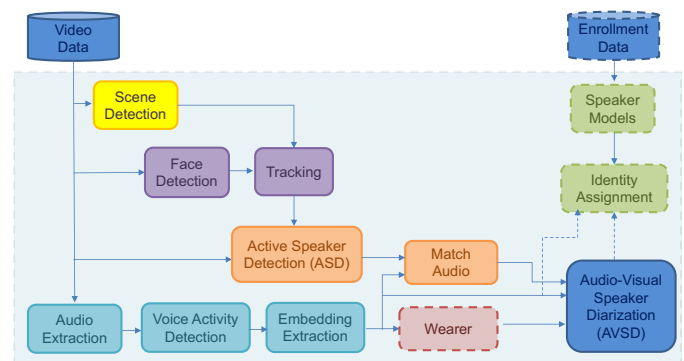 Video
Data
Enrollment
Data
Scene
Detection
Speaker
Models
Face
Detection
Tracking
Identity
Assignment
Active Speaker
Detection (ASD)
Match
Audio
Audio-Visual
Speaker
Diarization
(AVSD)
Audio
Extraction
Voice Activity
Detection
Embedding
Extraction
Wearer